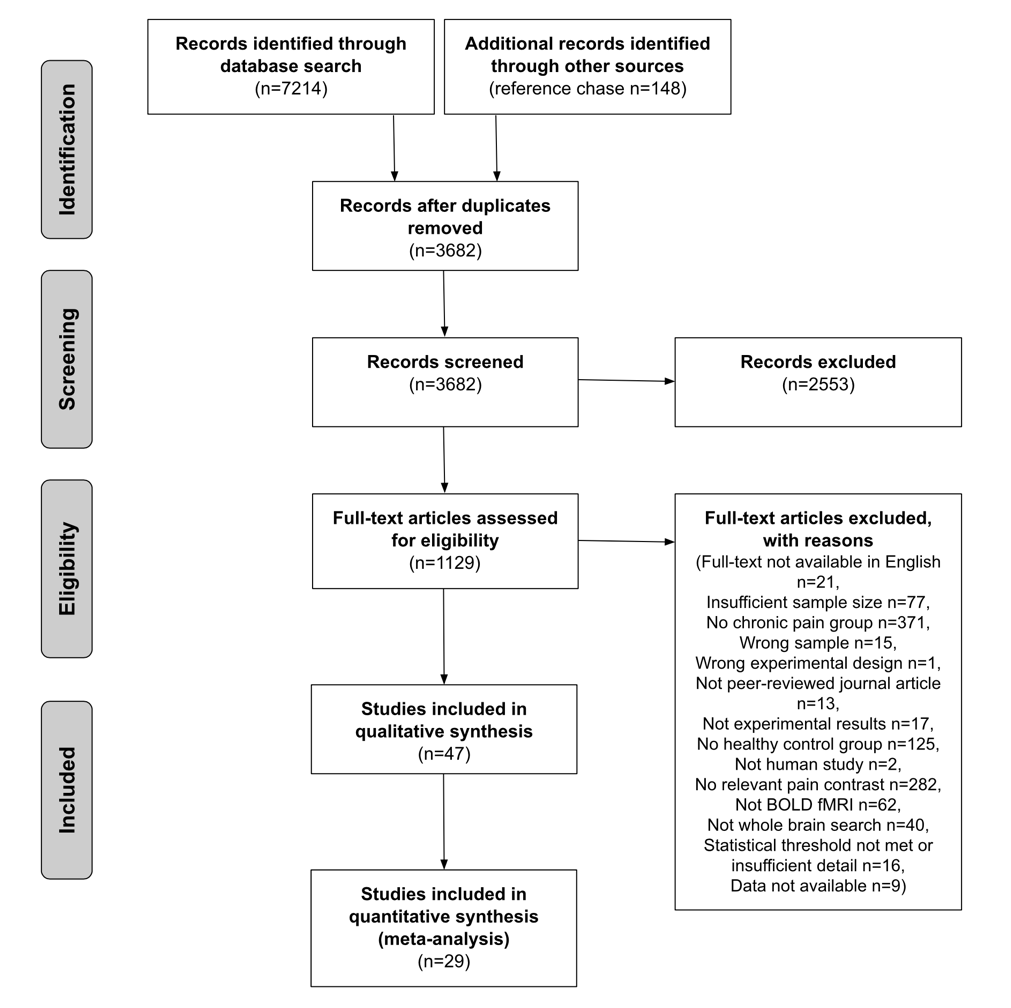 Records identified through
database search
(n=7214)
Additional records identified
through other sources
(reference chase n=148)
Identification
Records after duplicates
removed
(n=3682)
Screening
Records screened
(n=3682)
Records excluded
(n=2553)
Eligibility
Full-text articles assessed
for eligibility
(n=1129)
Full-text articles excluded,
with reasons
(Full-text not available in English
n=21,
Insufficient sample size n=77,
No chronic pain group n=371,
Wrong sample n=15,
Wrong experimental design n=1,
Not peer-reviewed journal article
n=13,
Not experimental results n=17,
No healthy control group n=125,
Not human study n=2,
No relevant pain contrast n=282,
Not BOLD fMRI n=62,
Not whole brain search n=40,
Statistical threshold not met or
insufficient detail n=16,
Data not available n=9)
Included
Studies included in
qualitative synthesis
(n=47)
Studies included in
quantitative synthesis
(meta-analysis)
(n=29)